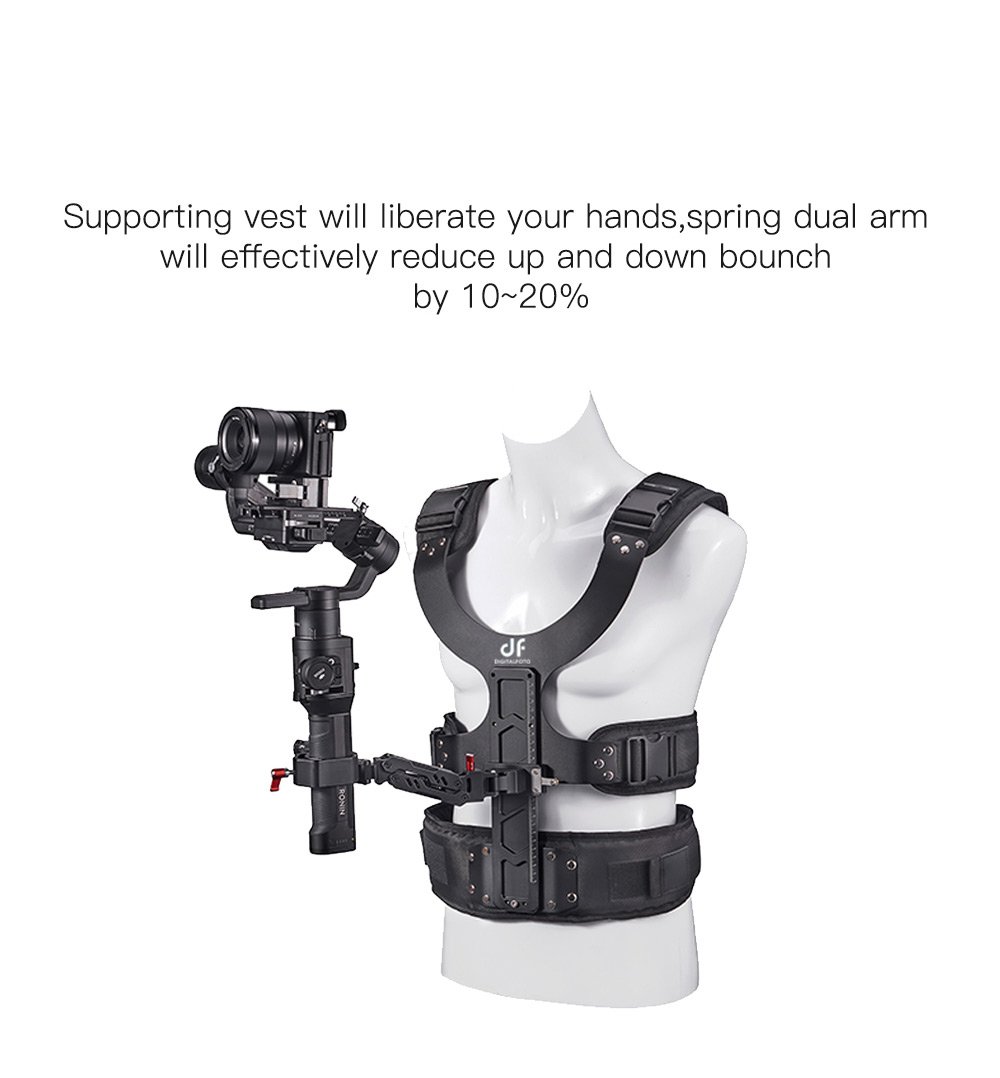 Supporting vest will liberate your hands,spring dual arm
will effectively reduce up and down bounch
by 10~20%
df
DIGITALFOTO
RONIN